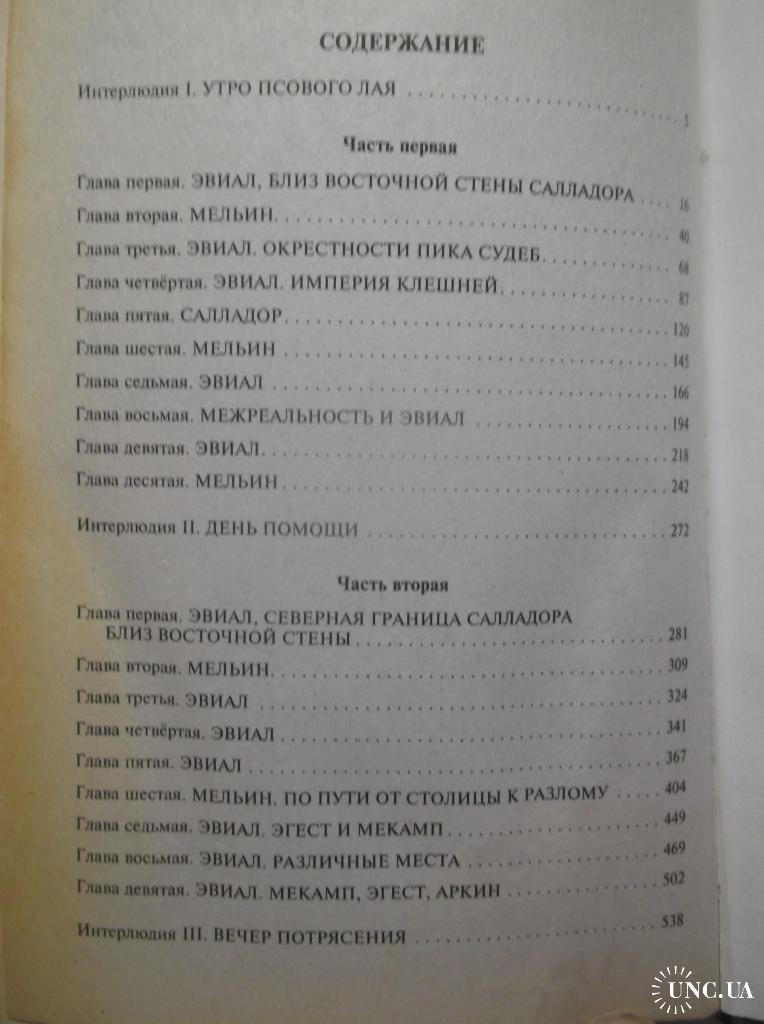 СОДЕРЖАНИЕ
Интерлюдия I. УТРО ПСОВОГО ЛАЯ . . . . . . . . . . . . . . . . . . . . 5
Часть первая
Глава первая. ЭВИАЛ, БЛИЗ ВОСТОЧНОЙ СТЕНЫ САЛЛАДОРА . . . . 16
Глава вторая. МЕЛЬИН. . . . . . . . . . . . . . . . . . . . 40
Глава третья. ЭВИАЛ. ОКРЕСТНОСТИ ПИКА СУДЕБ. . . . . . . . . . 68
Глава четвёртая. ЭВИАЛ. ИМПЕРИЯ КЛЕШНЕЙ. . . . . . . . . . . . 87
Глава пятая. САЛЛАДОР. . . . . . . . . . . . . . . . . . . . 120
Глава шестая. МЕЛЬИН . . . . . . . . . . . . . . . . . . . . 145
Глава седьмая. ЭВИАЛ . . . . . . . . . . . . . . . . . . . . 166
Глава восьмая. МЕЖРЕАЛЬНОСТЬ И ЭВИАЛ . . . . . . . . . . . . 194
Глава девятая. ЭВИАЛ. . . . . . . . . . . . . . . . . . . . 218
Глава десятая. МЕЛЬИН. . . . . . . . . . . . . . . . . . . . 242
Интерлюдия II. ДЕНЬ ПОМОЩИ . . . . . . . . . . . . . . . . . 272
Часть вторая
Глава первая. ЭВИАЛ, СЕВЕРНАЯ ГРАНИЦА САЛЛАДОРА
БЛИЗ ВОСТОЧНОЙ СТЕНЫ . . . . . . . . . . . . . . . . . . 281
Глава вторая. МЕЛЬИН. . . . . . . . . . . . . . . . . . . . 309
Глава третья. ЭВИАЛ . . . . . . . . . . . . . . . . . . . . 324
Глава четвёртая. ЭВИАЛ . . . . . . . . . . . . . . . . . . . 341
Глава пятая. ЭВИАЛ . . . . . . . . . . . . . . . . . . . . 367
Глава шестая. МЕЛЬИН. ПО ПУТИ ОТ СТОЛИЦЫ К РАЗЛОМУ . . . . . 404
Глава седьмая. ЭВИАЛ. ЭГЕСТ И МЕКАМП . . . . . . . . . . . . 449
Глава восьмая. ЭВИАЛ. РАЗЛИЧНЫЕ МЕСТА . . . . . . . . . . . . 469
Глава девятая. ЭВИАЛ. МЕКАМП, ЭГЕСТ, АРКИН . . . . . . . . . . 502
Интерлюдия III. ВЕЧЕР ПОТРЯСЕНИЯ . . . . . . . . . . . . . . 538
UNC.UA